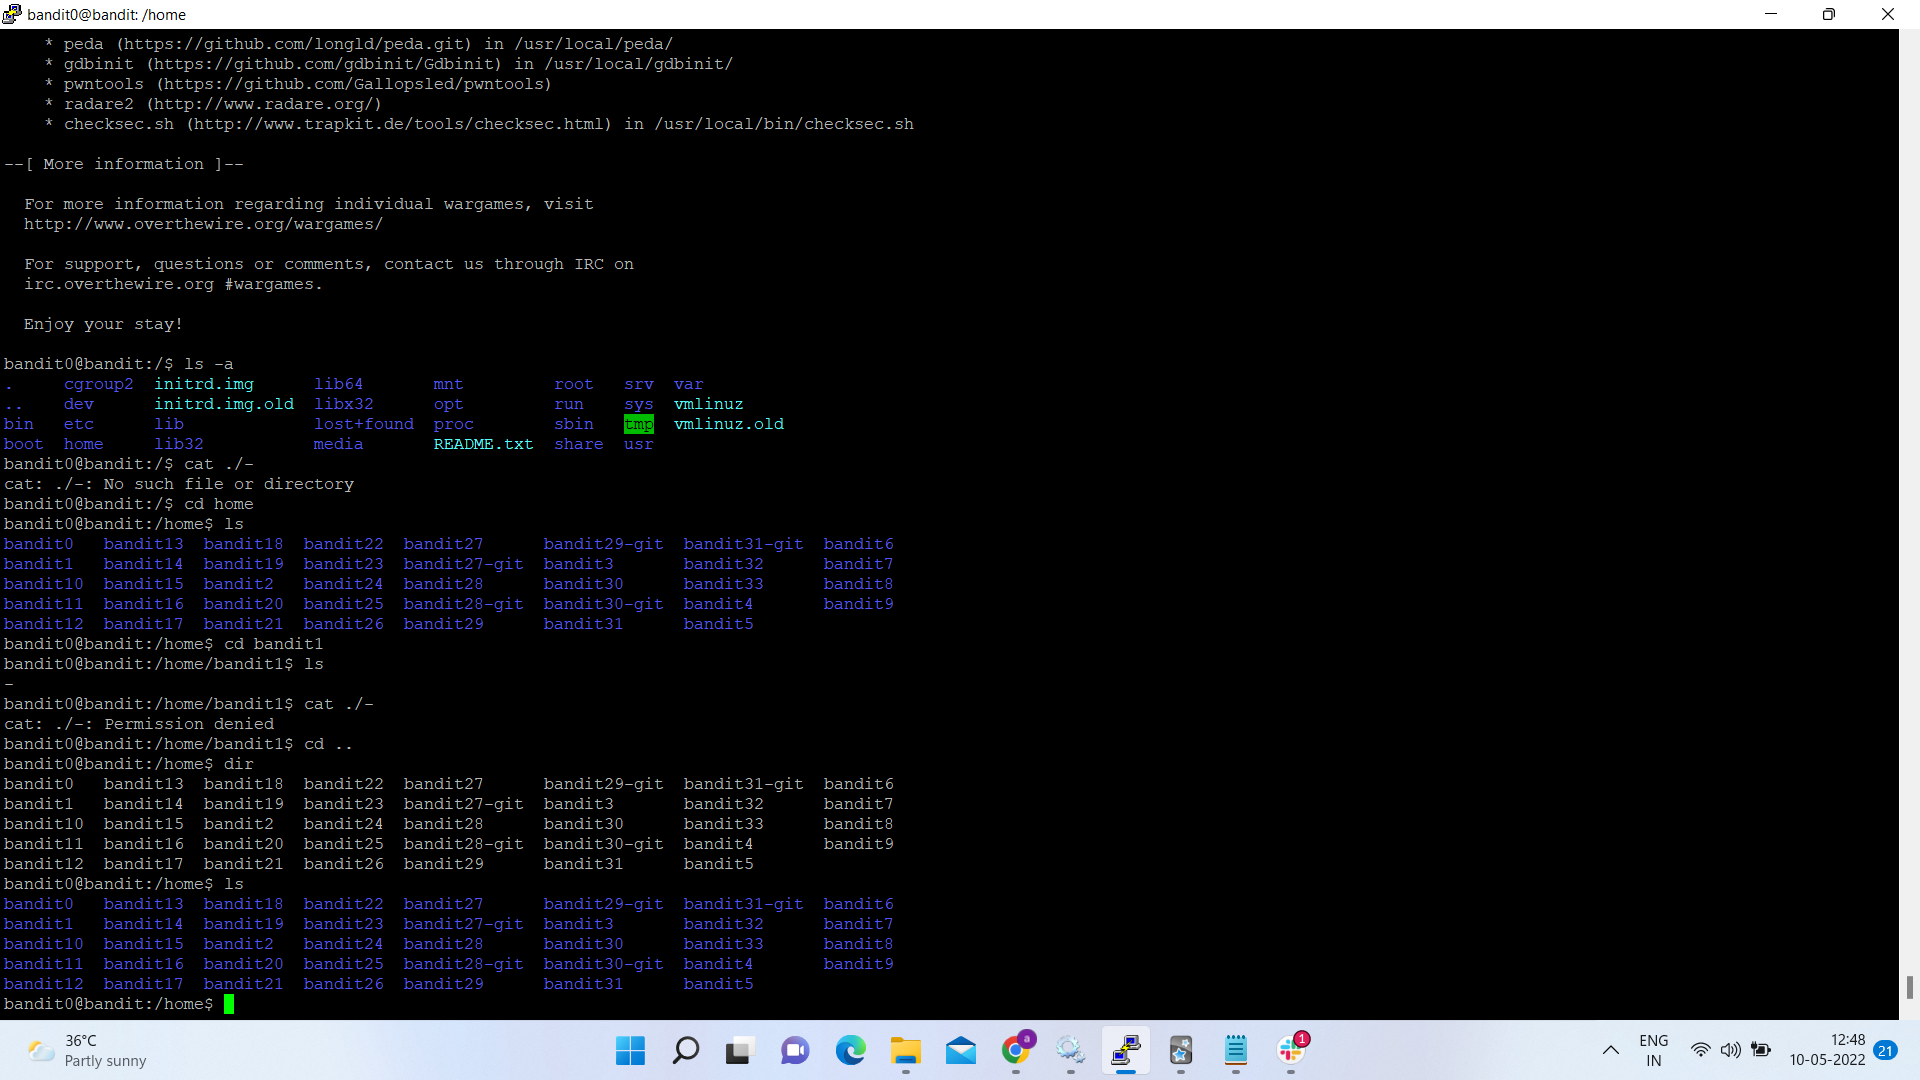 bandit0@bandit: /home
* peda (https://github.com/longld/peda.git) in /usr/local/peda/
* gdbinit (https://github.com/gdbinit/Gdbinit) in /usr/local/gdbinit/
* pwntools (https://github.com/Gallopsled/pwntools)
* radare2 (http://www.radare.org/)
* checksec.sh (http://www.trapkit.de/tools/checksec.html) in /usr/local/bin/checksec.sh
--[ More information ]--
For more information regarding individual wargames, visit
http://www.overthewire.org/wargames/
For support, questions or comments, contact us through IRC on
irc.overthewire.org #wargames.
Enjoy your stay!
bandit0@bandit:/$ ls -a
.     cgroup2  initrd.img      lib64       mnt         root   srv  var
..    dev      initrd.img.old  libx32      opt         run    sys  vmlinuz
bin   etc      lib             lost+found  proc        sbin   tmp  vmlinuz.old
boot  home     lib32           media       README.txt  share  usr
bandit0@bandit:/$ cat ./-
cat: ./-: No such file or directory
bandit0@bandit:/$ cd home
bandit0@bandit:/home$ ls
bandit0   bandit13  bandit18  bandit22  bandit27      bandit29-git  bandit31-git  bandit6
bandit1   bandit14  bandit19  bandit23  bandit27-git  bandit3       bandit32      bandit7
bandit10  bandit15  bandit2   bandit24  bandit28      bandit30      bandit33      bandit8
bandit11  bandit16  bandit20  bandit25  bandit28-git  bandit30-git  bandit4       bandit9
bandit12  bandit17  bandit21  bandit26  bandit29      bandit31      bandit5
bandit0@bandit:/home$ cd bandit1
bandit0@bandit:/home/bandit1$ ls
-
bandit0@bandit:/home/bandit1$ cat ./-
cat: ./-: Permission denied
bandit0@bandit:/home/bandit1$ cd ..
bandit0@bandit:/home$ dir
bandit0   bandit13  bandit18  bandit22  bandit27      bandit29-git  bandit31-git  bandit6
bandit1   bandit14  bandit19  bandit23  bandit27-git  bandit3       bandit32      bandit7
bandit10  bandit15  bandit2   bandit24  bandit28      bandit30      bandit33      bandit8
bandit11  bandit16  bandit20  bandit25  bandit28-git  bandit30-git  bandit4       bandit9
bandit12  bandit17  bandit21  bandit26  bandit29      bandit31      bandit5
bandit0@bandit:/home$ ls
bandit0   bandit13  bandit18  bandit22  bandit27      bandit29-git  bandit31-git  bandit6
bandit1   bandit14  bandit19  bandit23  bandit27-git  bandit3       bandit32      bandit7
bandit10  bandit15  bandit2   bandit24  bandit28      bandit30      bandit33      bandit8
bandit11  bandit16  bandit20  bandit25  bandit28-git  bandit30-git  bandit4       bandit9
bandit12  bandit17  bandit21  bandit26  bandit29      bandit31      bandit5
bandit0@bandit:/home$
36°C
Partly sunny
a
1
ENG
IN
12:48
10-05-2022
21